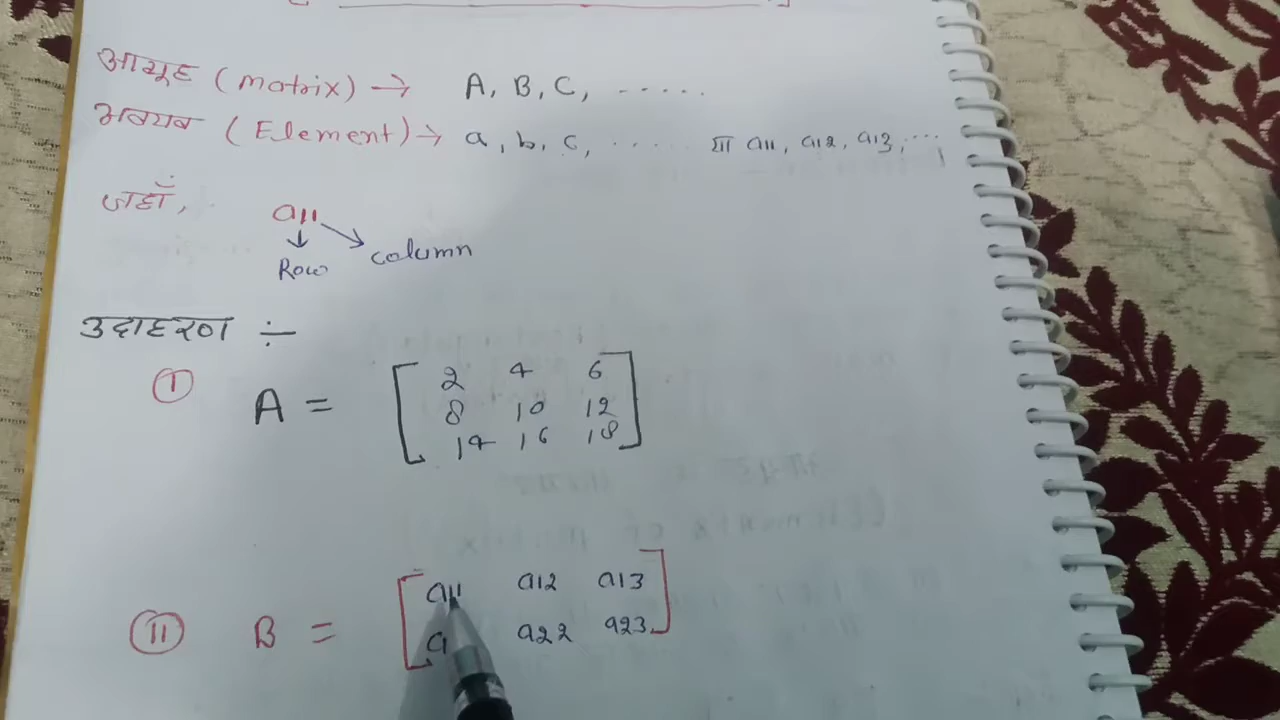 आव्यूह (matrix) → A, B, C, .....
अवयव (Element) → a, b, c, ..... या a11, a12, a13, ....
जहाँ, a11
Row column
उदाहरण ÷
(I) A = [ 2 4 6
8 10 12
14 16 18 ]
(II) B = [ a11 a12 a13
a a22 a23 ]